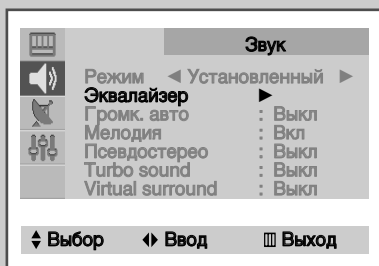 Звук
Режим ◄ Установленный ►
Эквалайзер ►
Громк. авто : Выкл
Мелодия : Вкл
Псевдостерео : Выкл
Turbo sound : Выкл
Virtual surround : Выкл
Выбор Ввод Выход